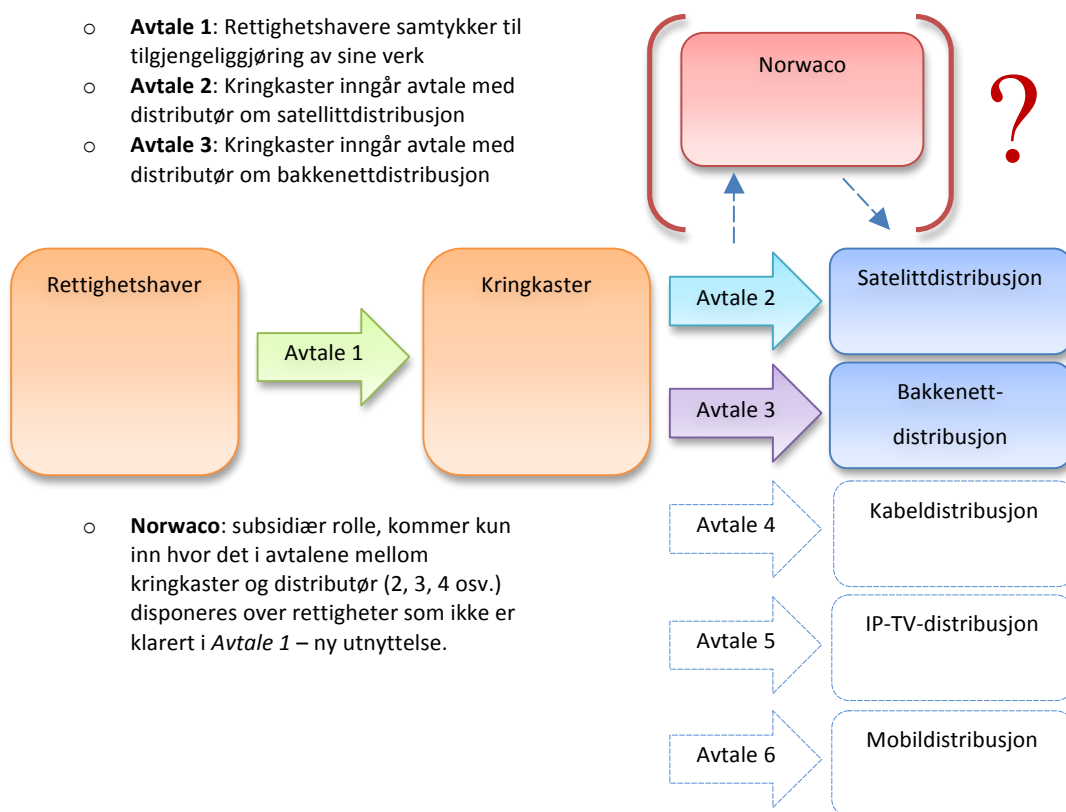 o Avtale 1: Rettighetshavere samtykker til
tilgjengeliggjøring av sine verk
o Avtale 2: Kringkaster inngår avtale med
distributør om satellittdistribusjon
o Avtale 3: Kringkaster inngår avtale med
distributør om bakkenettdistribusjon
Norwaco
?
Rettighetshaver
Avtale 1
Kringkaster
Avtale 2
Satelittdistribusjon
Avtale 3
Bakkenett-
distribusjon
Avtale 4
Kabeldistribusjon
Avtale 5
IP-TV-distribusjon
Avtale 6
Mobildistribusjon
o Norwaco: subsidiær rolle, kommer kun
inn hvor det i avtalene mellom
kringkaster og distributør (2, 3, 4 osv.)
disponeres over rettigheter som ikke er
klarert i Avtale 1 – ny utnyttelse.